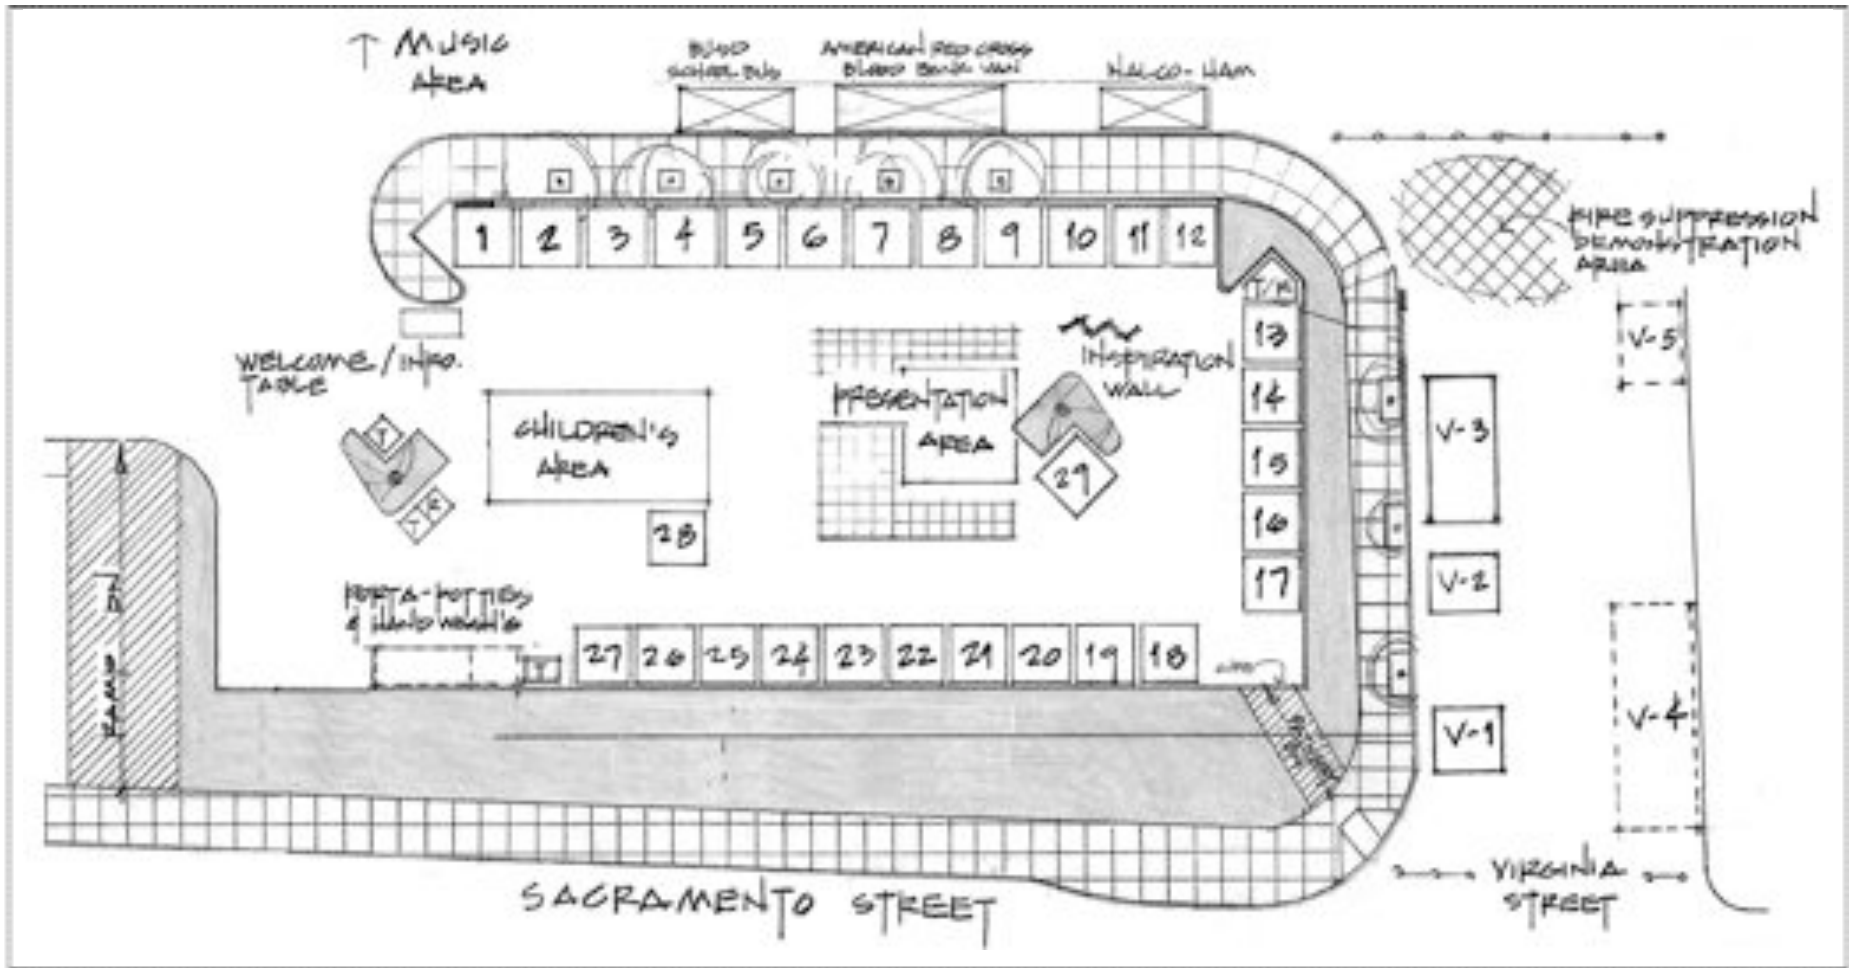 ↑ MUSIC
AREA
SCHOOL BUS
AMERICAN RED CROSS
BLOOD BANK VAN
NALCO-HAM
1 2 3 4 5 6 7 8 9 10 11 12
FIRE SUPPRESSION
DEMONSTRATION
AREA
T/R
13
14
15
16
17
WELCOME/INFO.
TABLE
INSPIRATION
WALL
PRESENTATION
AREA
CHILDREN'S
AREA
T
T/R
28
29
V-5
V-3
V-2
V-4
V-1
PORTA-POTTIES
& HAND WASH'G
T
27 26 25 24 23 22 21 20 19 18
RAMP UP
SACRAMENTO STREET
VIRGINIA
STREET